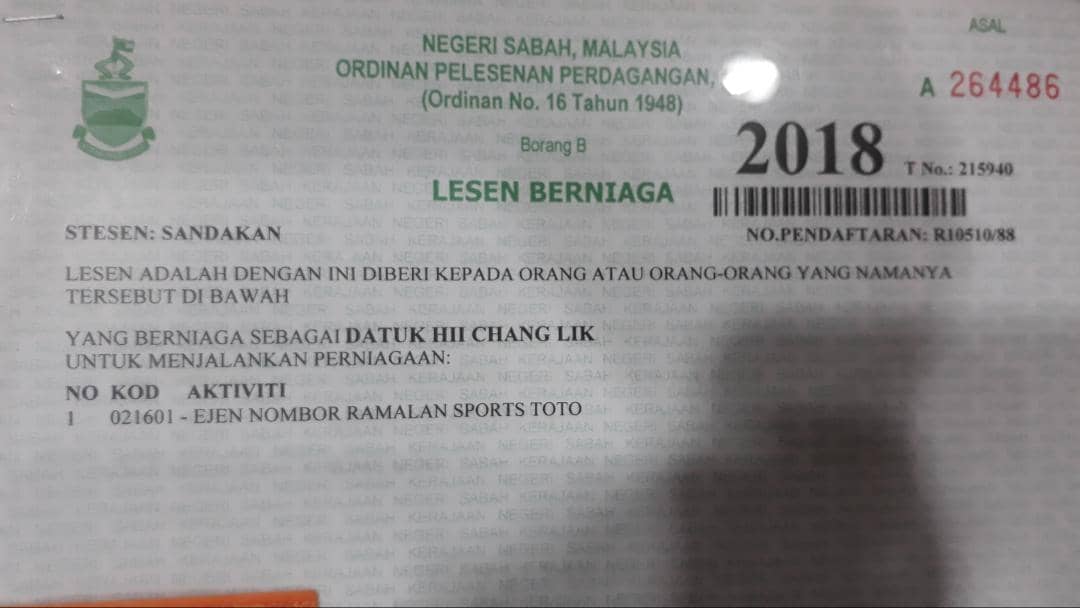 ASAL
NEGERI SABAH, MALAYSIA
ORDINAN PELESENAN PERDAGANGAN,
(Ordinan No. 16 Tahun 1948)
A 264486
Borang B
2018
T No.: 215940
LESEN BERNIAGA
STESEN: SANDAKAN
NO.PENDAFTARAN: R10510/88
LESEN ADALAH DENGAN INI DIBERI KEPADA ORANG ATAU ORANG-ORANG YANG NAMANYA
TERSEBUT DI BAWAH
YANG BERNIAGA SEBAGAI DATUK HII CHANG LIK
UNTUK MENJALANKAN PERNIAGAAN:
NO KOD AKTIVITI
1 021601 - EJEN NOMBOR RAMALAN SPORTS TOTO